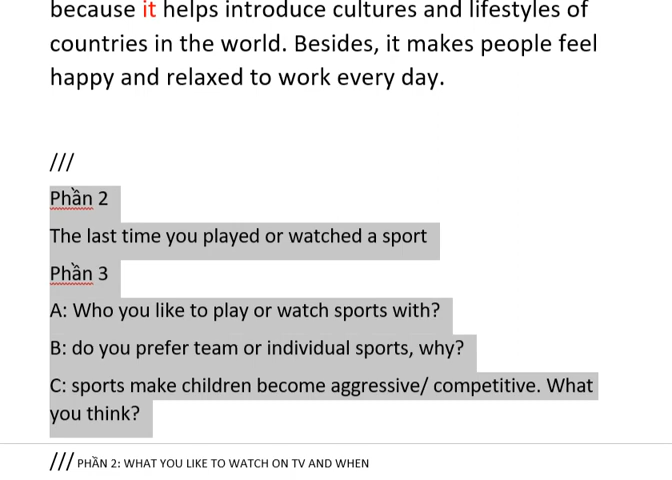 because it helps introduce cultures and lifestyles of
countries in the world. Besides, it makes people feel
happy and relaxed to work every day.
///
Phần 2
The last time you played or watched a sport
Phần 3
A: Who you like to play or watch sports with?
B: do you prefer team or individual sports, why?
C: sports make children become aggressive/ competitive. What
you think?
/// PHẦN 2: WHAT YOU LIKE TO WATCH ON TV AND WHEN